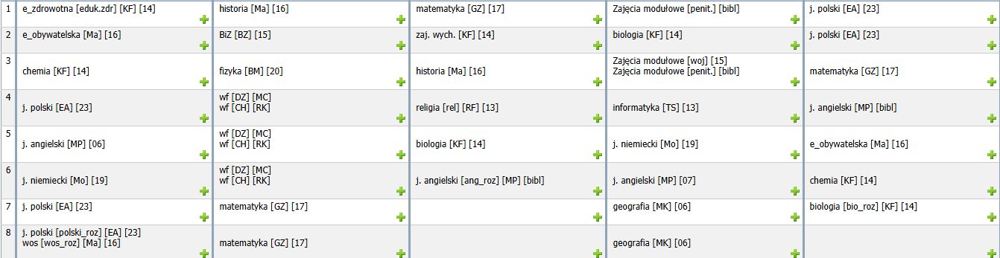 1 e_zdrowotna [eduk.zdr] [KF] [14] historia [Ma] [16] matematyka [GZ] [17] Zajęcia modułowe [penit.] [bibl] j. polski [EA] [23]
2 e_obywatelska [Ma] [16] BiZ [BZ] [15] zaj. wych. [KF] [14] biologia [KF] [14] j. polski [EA] [23]
3 Zajęcia modułowe [woj] [15]
chemia [KF] [14] fizyka [BM] [20] historia [Ma] [16] Zajęcia modułowe [penit.] [bibl] matematyka [GZ] [17]
4 wf [DZ] [MC]
j. polski [EA] [23] wf [CH] [RK] religia [rel] [RF] [13] informatyka [TS] [13] j. angielski [MP] [bibl]
5 wf [DZ] [MC]
j. angielski [MP] [06] wf [CH] [RK] biologia [KF] [14] j. niemiecki [Mo] [19] e_obywatelska [Ma] [16]
6 wf [DZ] [MC]
j. niemiecki [Mo] [19] wf [CH] [RK] j. angielski [ang_roz] [MP] [bibl] j. angielski [MP] [07] chemia [KF] [14]
7 j. polski [EA] [23] matematyka [GZ] [17] geografia [MK] [06] biologia [bio_roz] [KF] [14]
8 j. polski [polski_roz] [EA] [23]
wos [wos_roz] [Ma] [16] matematyka [GZ] [17] geografia [MK] [06]